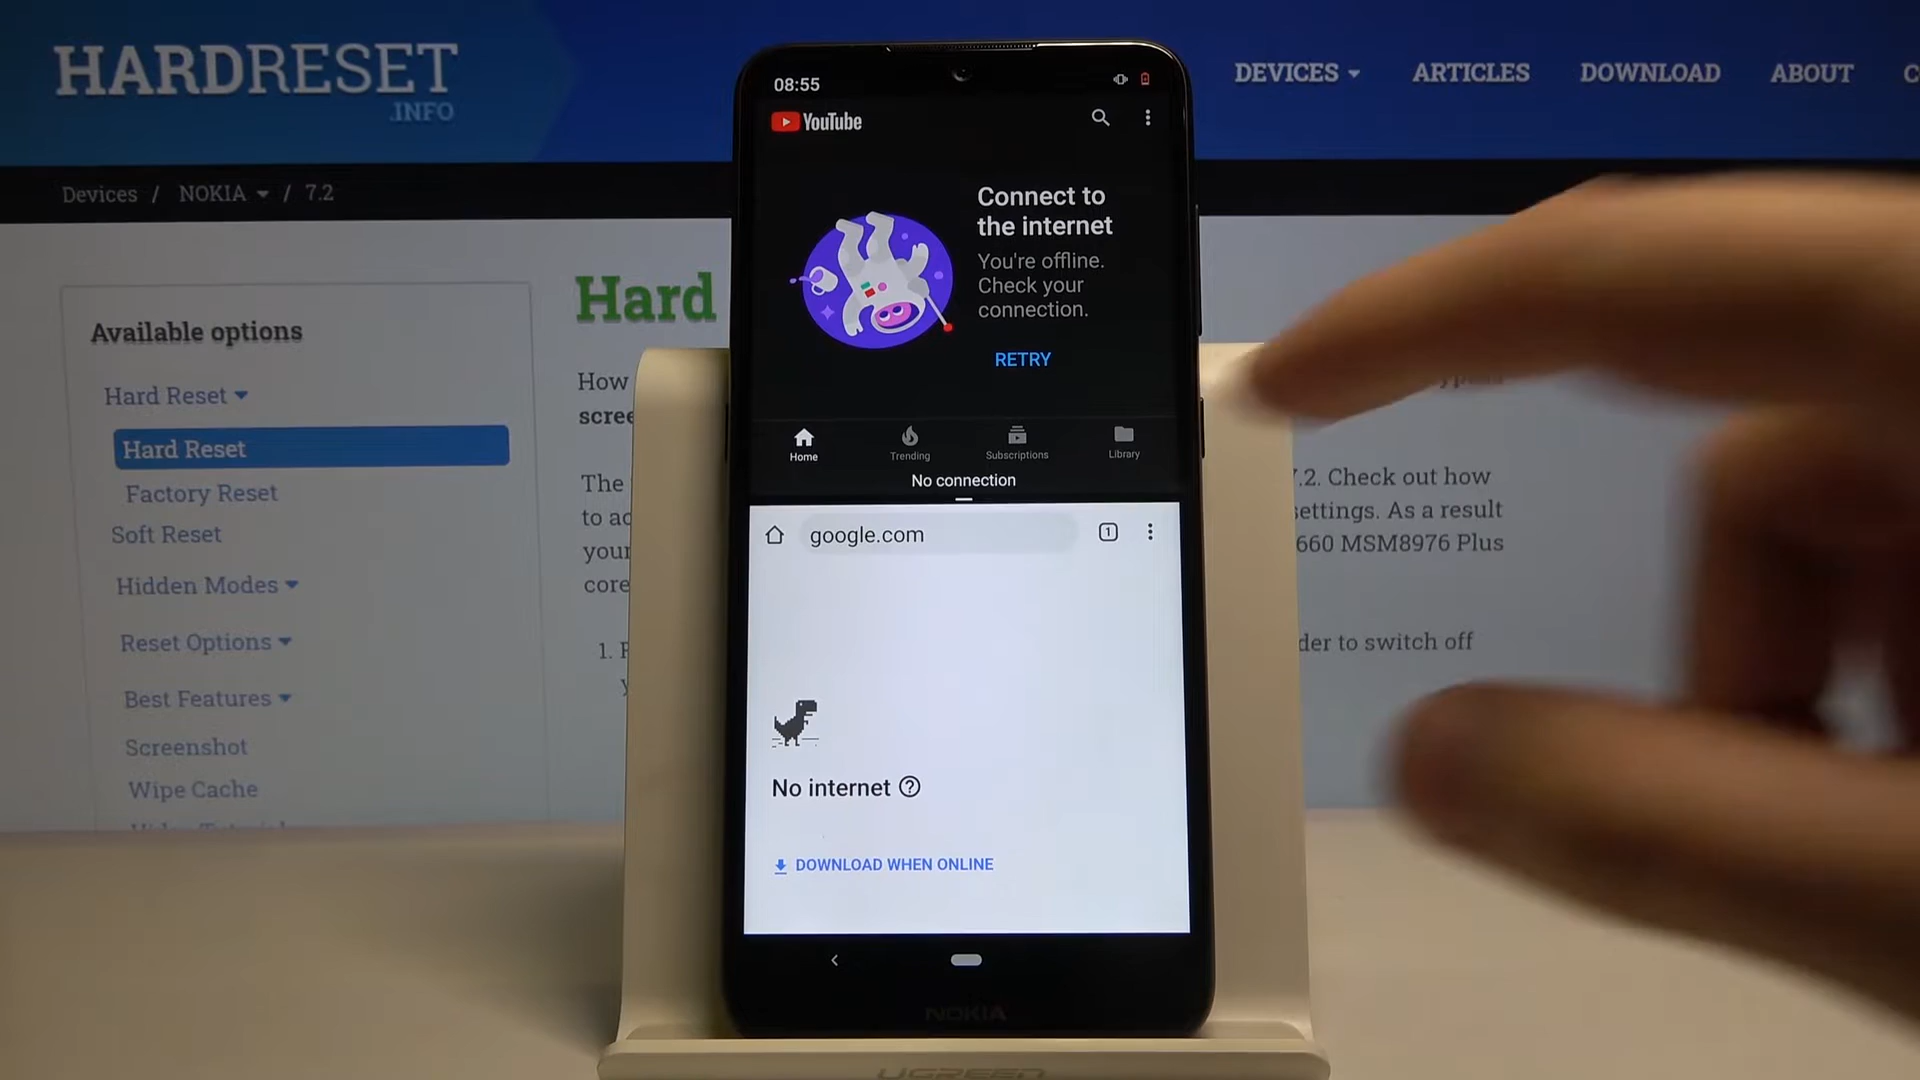 HARDRESET
.INFO
DEVICES
ARTICLES
DOWNLOAD
ABOUT
C
Devices / NOKIA / 7.2
Available options
Hard Reset
Hard Reset
Factory Reset
Soft Reset
Hidden Modes
Reset Options
Best Features
Screenshot
Wipe Cache
Hard
How
scree
The
to ac
your
core
1.
7.2. Check out how
settings. As a result
660 MSM8976 Plus
der to switch off
08:55
YouTube
Connect to
the internet
You're offline.
Check your
connection.
RETRY
Home
Trending
Subscriptions
Library
No connection
google.com
1
No internet ?
DOWNLOAD WHEN ONLINE
NOKIA
UGREEN